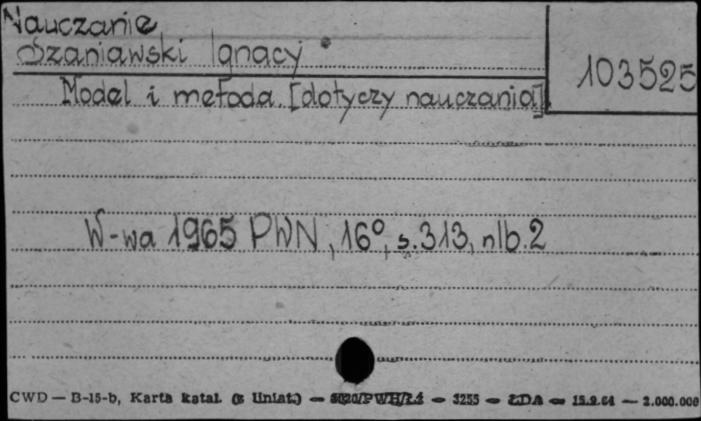 Nauczanie
Szaniawski Ignacy
103525
Model i metoda [dotyczy nauczania]
W-wa 1965 PWN, 16°, s.313, nlb.2
CWD — B-15-b, Karta katal. (z liniat.) — — 3255 — ŁDA — 15.9.64 — 2.000.000